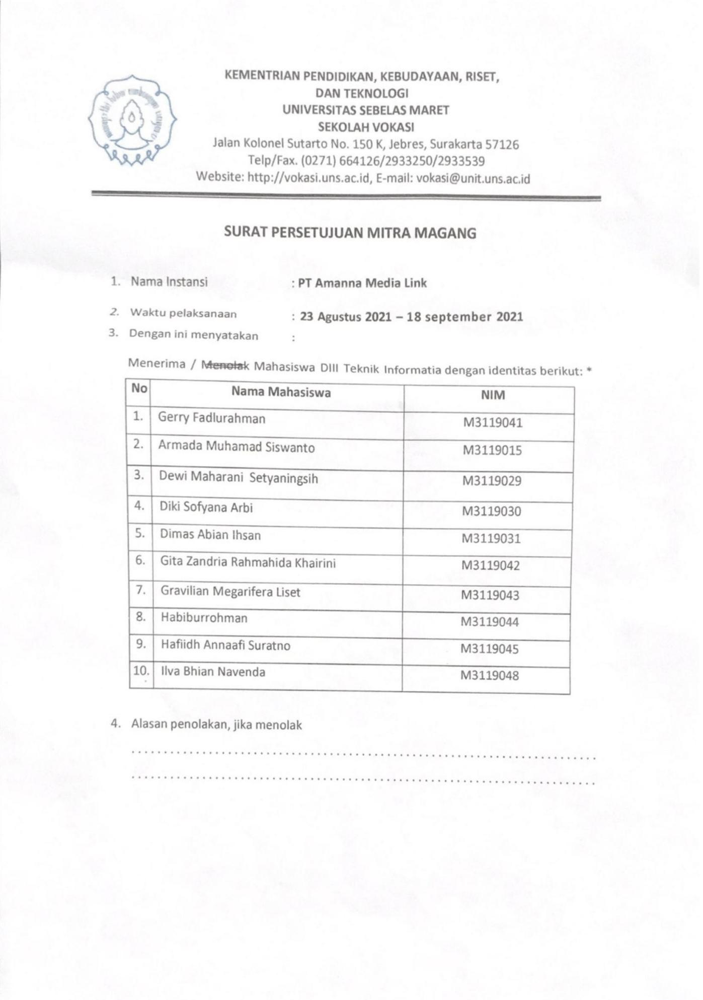 KEMENTRIAN PENDIDIKAN, KEBUDAYAAN, RISET,
DAN TEKNOLOGI
UNIVERSITAS SEBELAS MARET
SEKOLAH VOKASI
Jalan Kolonel Sutarto No. 150 K, Jebres, Surakarta 57126
Telp/Fax. (0271) 664126/2933250/2933539
Website: http://vokasi.uns.ac.id, E-mail: vokasi@unit.uns.ac.id
SURAT PERSETUJUAN MITRA MAGANG
1. Nama Instansi : PT Amanna Media Link
2. Waktu pelaksanaan : 23 Agustus 2021 – 18 september 2021
3. Dengan ini menyatakan :
Menerima / Menolak Mahasiswa DIII Teknik Informatia dengan identitas berikut: *
No Nama Mahasiswa NIM
1. Gerry Fadlurahman M3119041
2. Armada Muhamad Siswanto M3119015
3. Dewi Maharani Setyaningsih M3119029
4. Diki Sofyana Arbi M3119030
5. Dimas Abian Ihsan M3119031
6. Gita Zandria Rahmahida Khairini M3119042
7. Gravilian Megarifera Liset M3119043
8. Habiburrohman M3119044
9. Hafiidh Annaafi Suratno M3119045
10. Ilva Bhian Navenda M3119048
4. Alasan penolakan, jika menolak